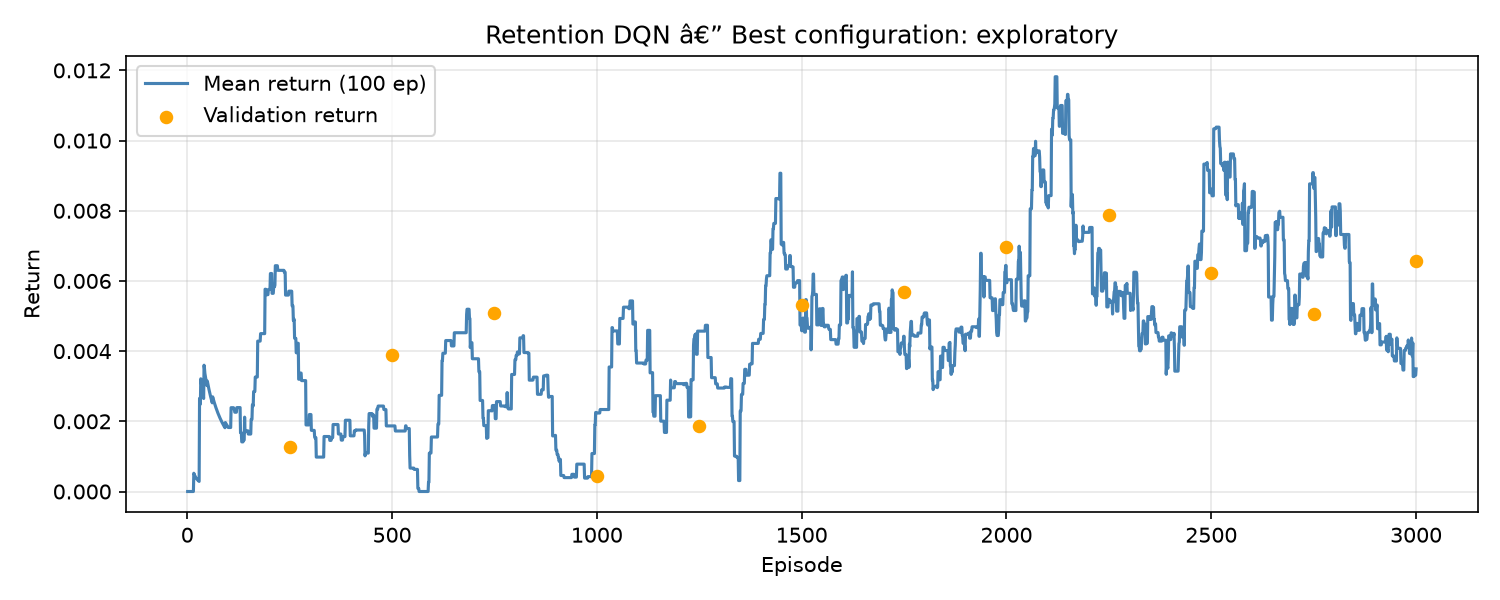 Retention DQN â€” Best configuration: exploratory
Mean return (100 ep)
Validation return
Return
0.012
0.010
0.008
0.006
0.004
0.002
0.000
0 500 1000 1500 2000 2500 3000
Episode